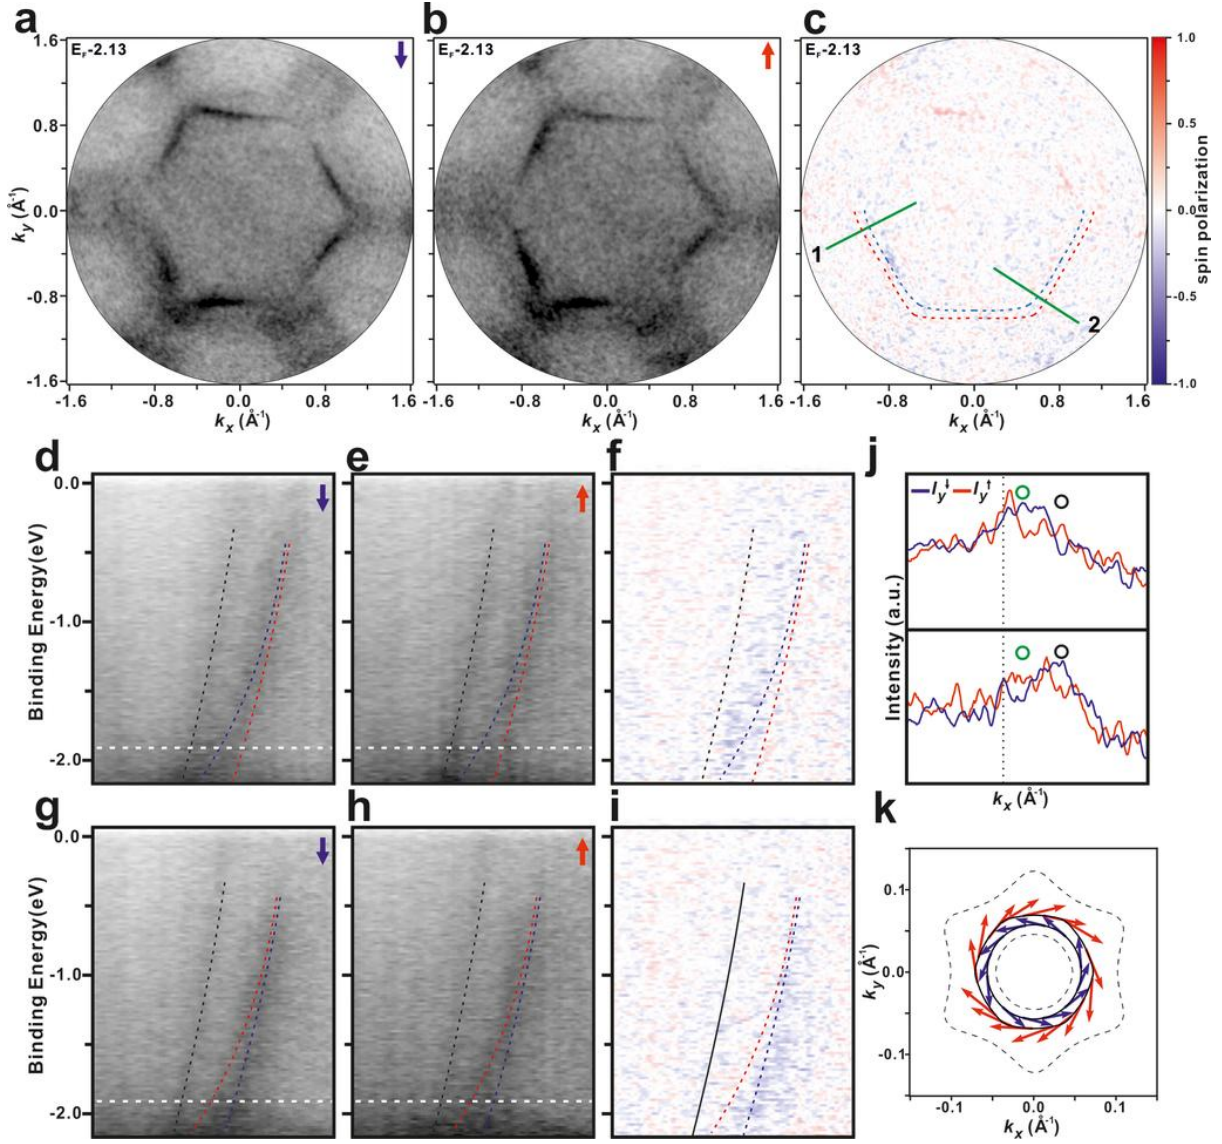 a
b
c
E_F-2.13
E_F-2.13
E_F-2.13
1.6
0.8
0.0
-0.8
-1.6
k_y (Å⁻¹)
-1.6 -0.8 0.0 0.8 1.6
k_x (Å⁻¹)
-1.6 -0.8 0.0 0.8 1.6
k_x (Å⁻¹)
-1.6 -0.8 0.0 0.8 1.6
k_x (Å⁻¹)
1
2
1.0
0.5
0.0
-0.5
-1.0
spin polarization
d
e
f
j
0.0
-1.0
-2.0
Binding Energy(eV)
I_y↓ I_y↑
Intensity (a.u.)
k_x (Å⁻¹)
g
h
i
k
0.0
-1.0
-2.0
Binding Energy(eV)
0.1
0.0
-0.1
k_y (Å⁻¹)
-0.1 0.0 0.1
k_x (Å⁻¹)